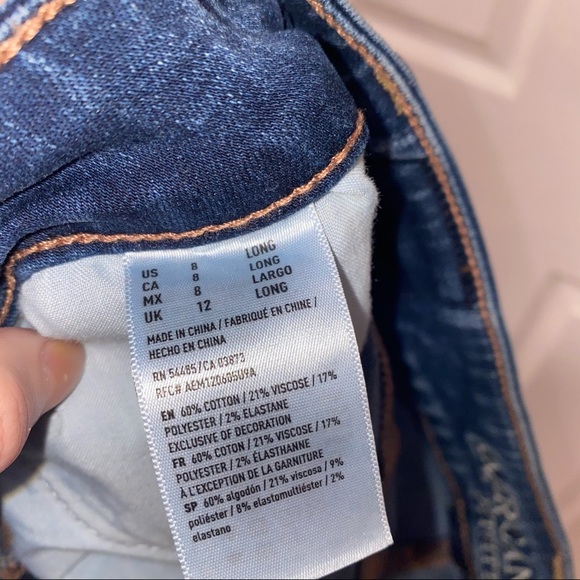 US 8 LONG
CA 8 LONG
MX 8 LARGO
UK 12 LONG
MADE IN CHINA / FABRIQUÉ EN CHINE /
HECHO EN CHINA
RN 54485/CA 03873
RFC# AEM120605U9A
EN 60% COTTON / 21% VISCOSE / 17%
POLYESTER / 2% ELASTANE
EXCLUSIVE OF DECORATION
FR 60% COTON / 21% VISCOSE / 17%
POLYESTER / 2% ÉLASTHANNE
À L'EXCEPTION DE LA GARNITURE
SP 60% algodón / 21% viscosa / 9%
poliéster / 8% elastomultiéster / 2%
elastano